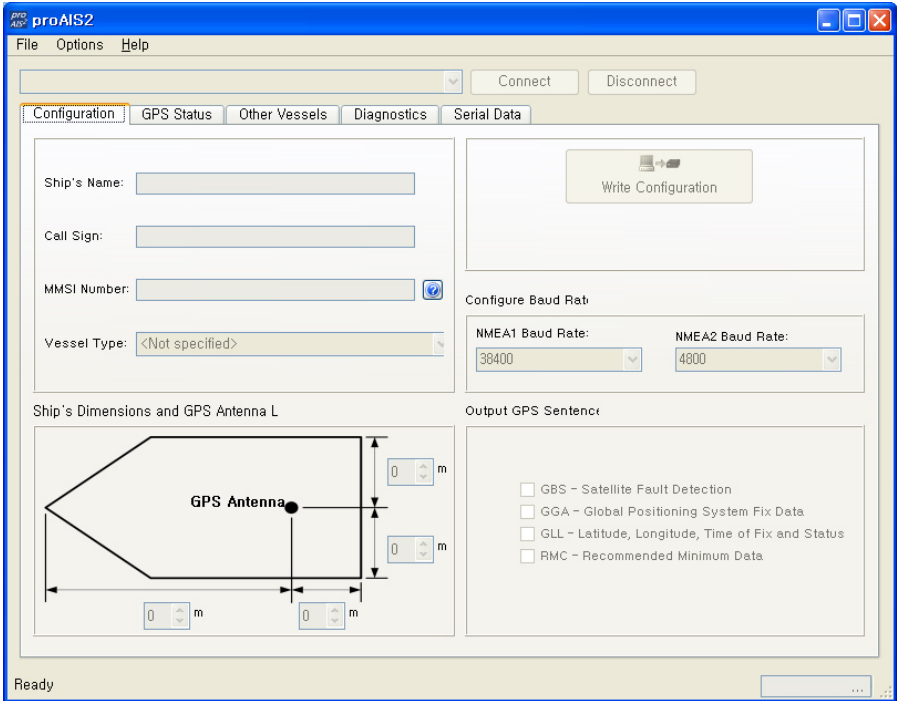 pro AIS2 proAIS2
File Options Help
Connect Disconnect
Configuration GPS Status Other Vessels Diagnostics Serial Data
Ship's Name:
Call Sign:
MMSI Number:
Vessel Type: <Not specified>
Write Configuration
Configure Baud Rat
NMEA1 Baud Rate: NMEA2 Baud Rate:
38400 4800
Ship's Dimensions and GPS Antenna L
GPS Antenna
0 m
0 m
0 m 0 m
Output GPS Sentence
GBS - Satellite Fault Detection
GGA - Global Positioning System Fix Data
GLL - Latitude, Longitude, Time of Fix and Status
RMC - Recommended Minimum Data
Ready ...